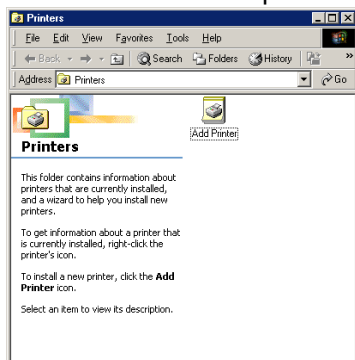 Printers
File Edit View Favorites Tools Help
Back Search Folders History »
Address Printers Go
Printers
Add Printer
This folder contains information about
printers that are currently installed,
and a wizard to help you install new
printers.
To get information about a printer that
is currently installed, right-click the
printer's icon.
To install a new printer, click the Add
Printer icon.
Select an item to view its description.